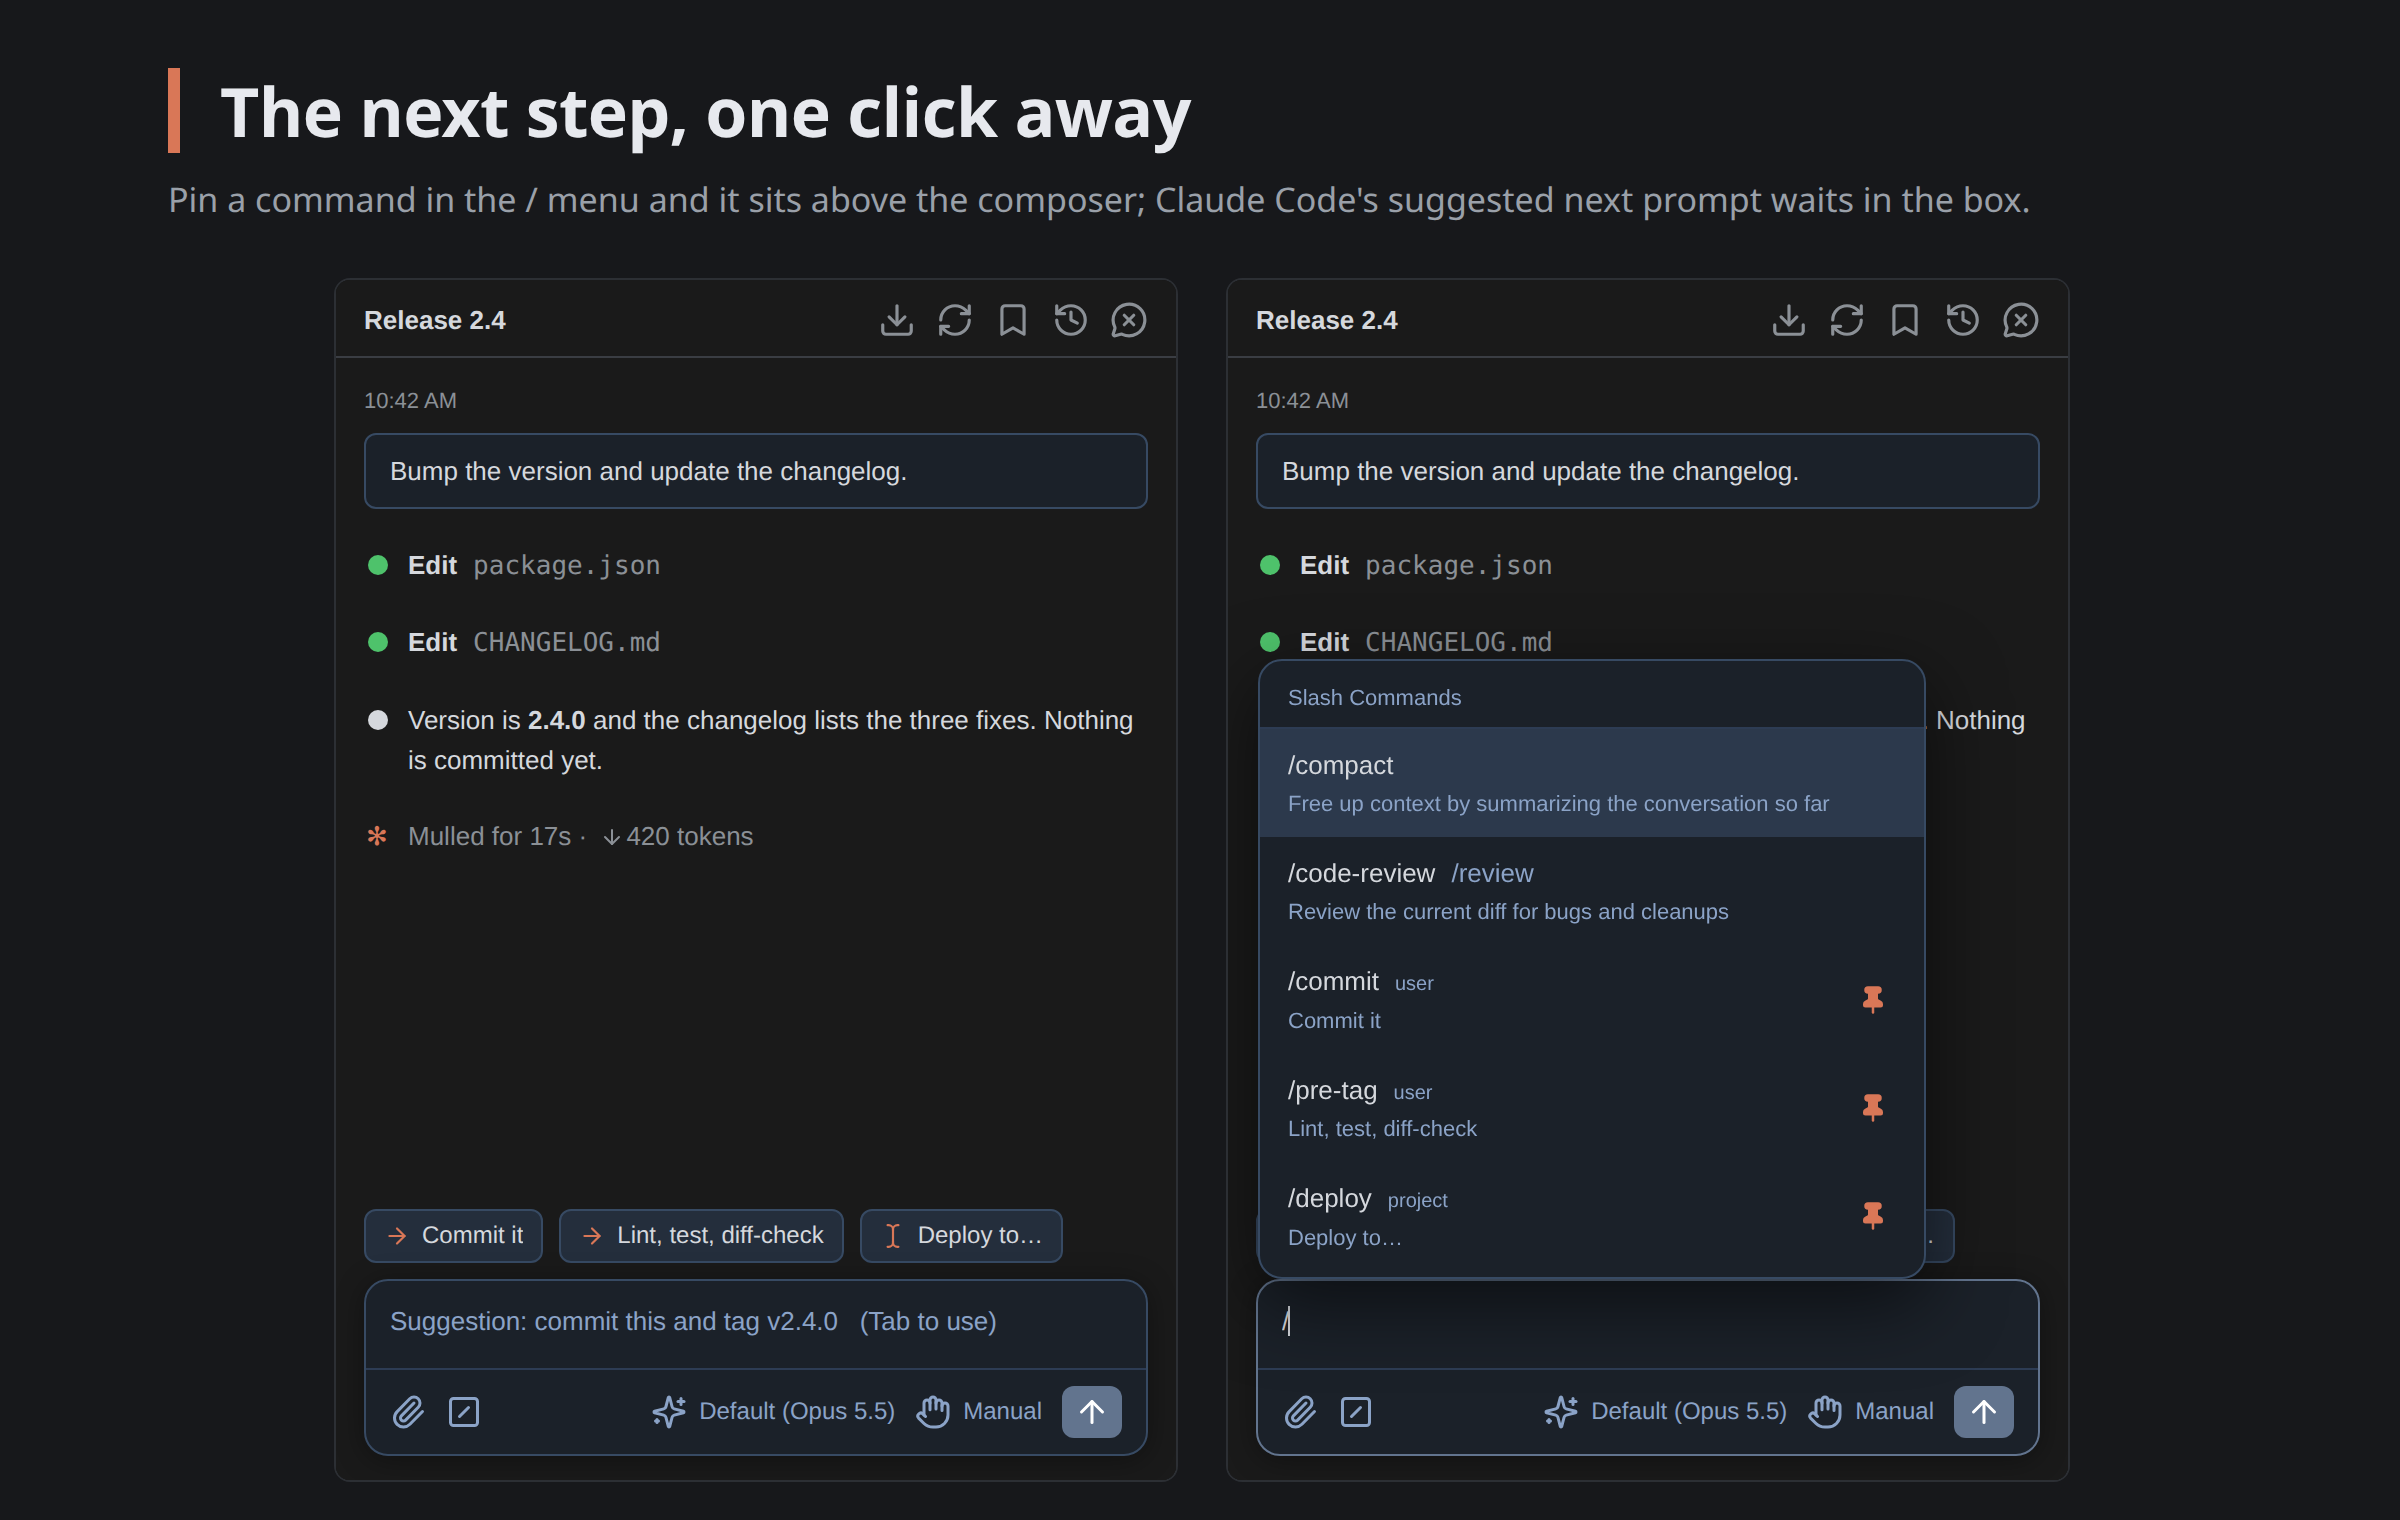 The next step, one click away
Pin a command in the / menu and it sits above the composer; Claude Code's suggested next prompt waits in the box.
Release 2.4
10:42 AM
Bump the version and update the changelog.
Edit package.json
Edit CHANGELOG.md
Version is 2.4.0 and the changelog lists the three fixes. Nothing
is committed yet.
Mulled for 17s · ↓ 420 tokens
→ Commit it
→ Lint, test, diff-check
Deploy to…
Suggestion: commit this and tag v2.4.0 (Tab to use)
Default (Opus 5.5) Manual
Release 2.4
10:42 AM
Bump the version and update the changelog.
Edit package.json
Edit CHANGELOG.md
Nothing
Slash Commands
/compact
Free up context by summarizing the conversation so far
/code-review /review
Review the current diff for bugs and cleanups
/commit user
Commit it
/pre-tag user
Lint, test, diff-check
/deploy project
Deploy to…
/
Default (Opus 5.5) Manual